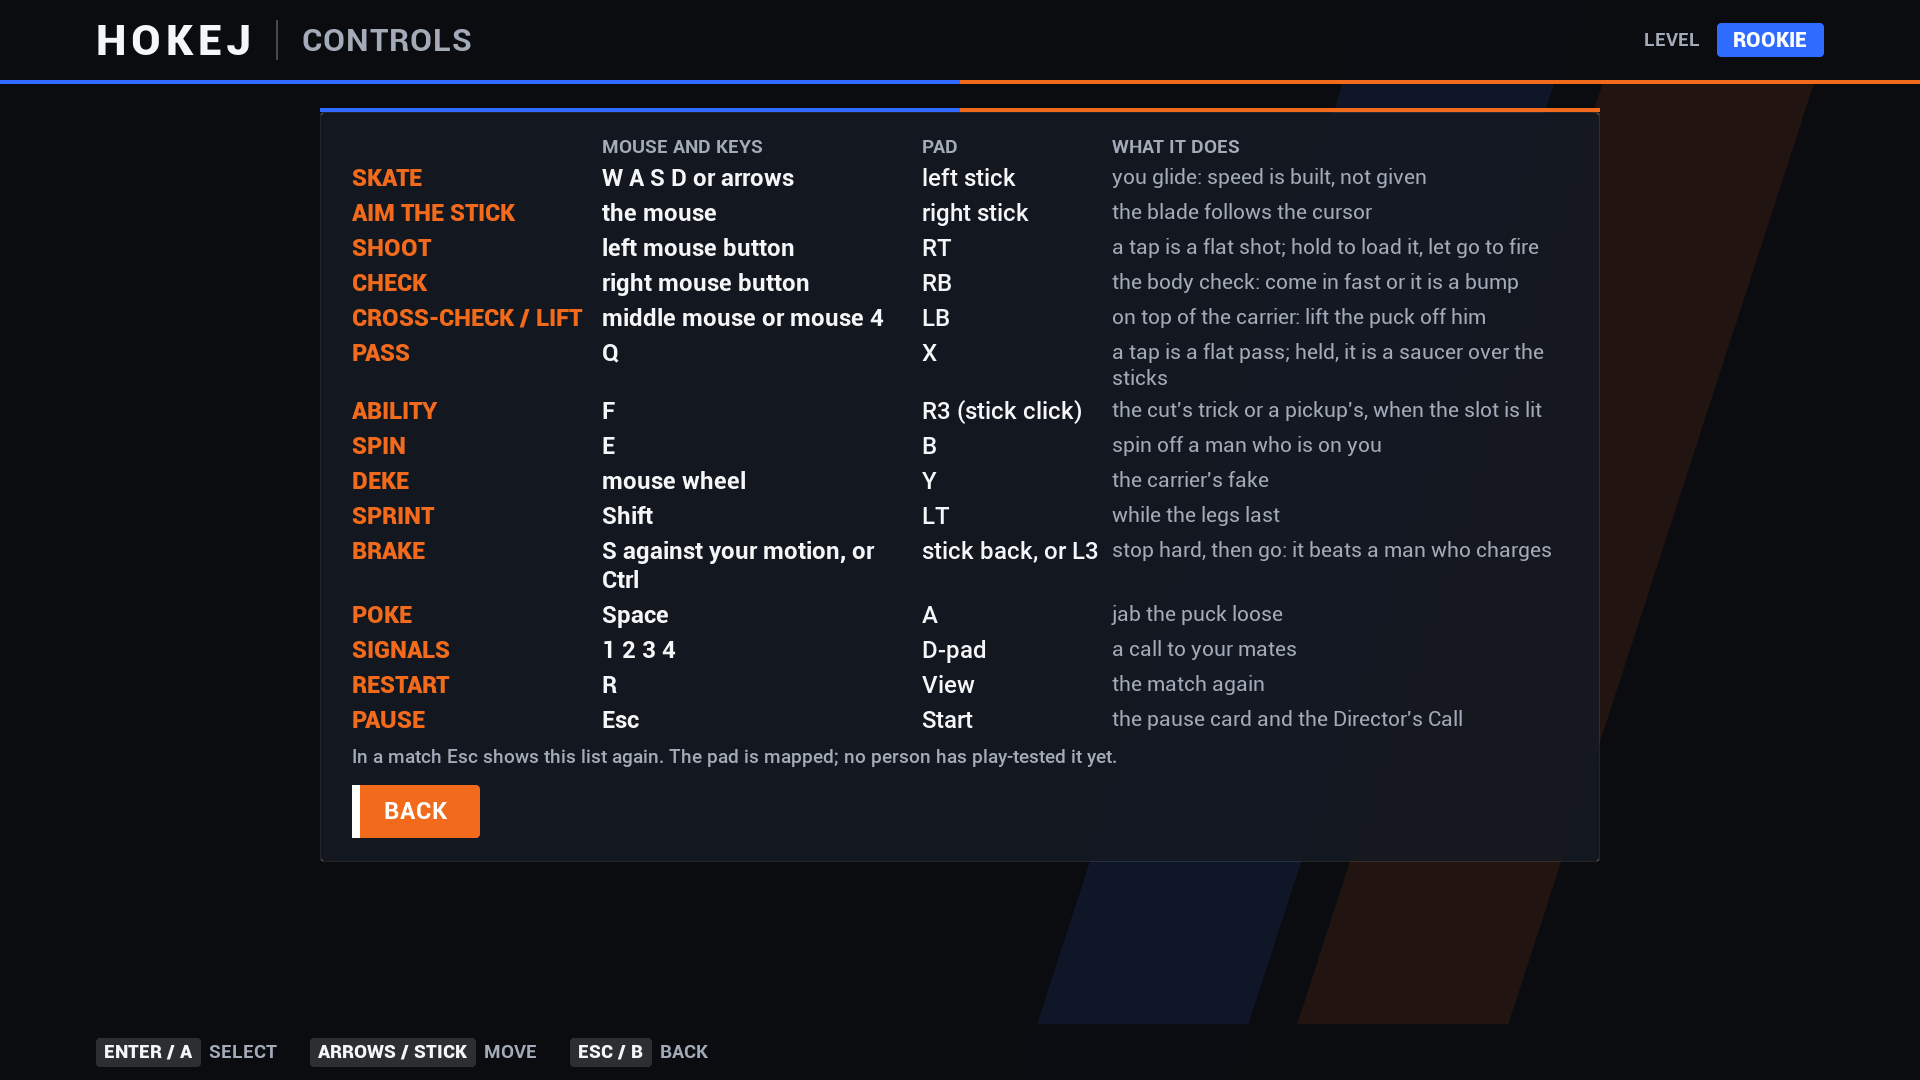 HOKEJ CONTROLS LEVEL ROOKIE
MOUSE AND KEYS PAD WHAT IT DOES
SKATE W A S D or arrows left stick you glide: speed is built, not given
AIM THE STICK the mouse right stick the blade follows the cursor
SHOOT left mouse button RT a tap is a flat shot; hold to load it, let go to fire
CHECK right mouse button RB the body check: come in fast or it is a bump
CROSS-CHECK / LIFT middle mouse or mouse 4 LB on top of the carrier: lift the puck off him
PASS Q X a tap is a flat pass; held, it is a saucer over the
sticks
ABILITY F R3 (stick click) the cut's trick or a pickup's, when the slot is lit
SPIN E B spin off a man who is on you
DEKE mouse wheel Y the carrier's fake
SPRINT Shift LT while the legs last
BRAKE S against your motion, or stick back, or L3 stop hard, then go: it beats a man who charges
Ctrl
POKE Space A jab the puck loose
SIGNALS 1 2 3 4 D-pad a call to your mates
RESTART R View the match again
PAUSE Esc Start the pause card and the Director's Call
In a match Esc shows this list again. The pad is mapped; no person has play-tested it yet.
BACK
ENTER / A SELECT ARROWS / STICK MOVE ESC / B BACK